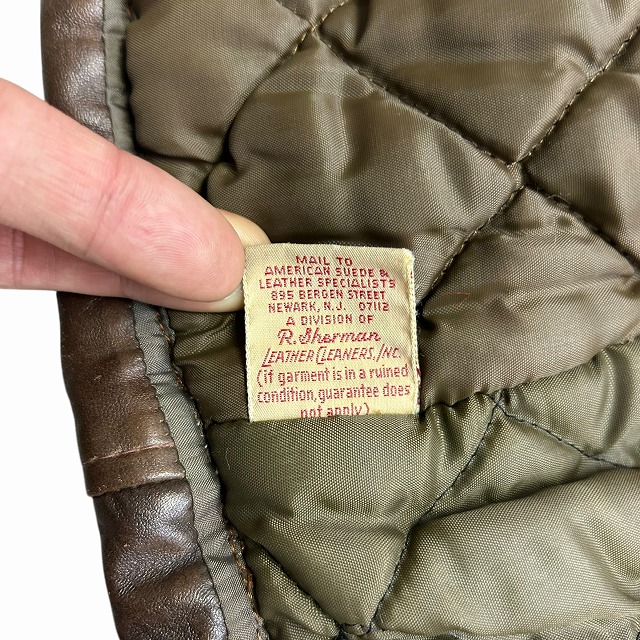 MAIL TO
AMERICAN SUEDE &
LEATHER SPECIALISTS
895 BERGEN STREET
NEWARK, N.J. 07112
A DIVISION OF
R. Sherman
LEATHER CLEANERS, INC.
(if garment is in a ruined
condition, guarantee does
not apply)